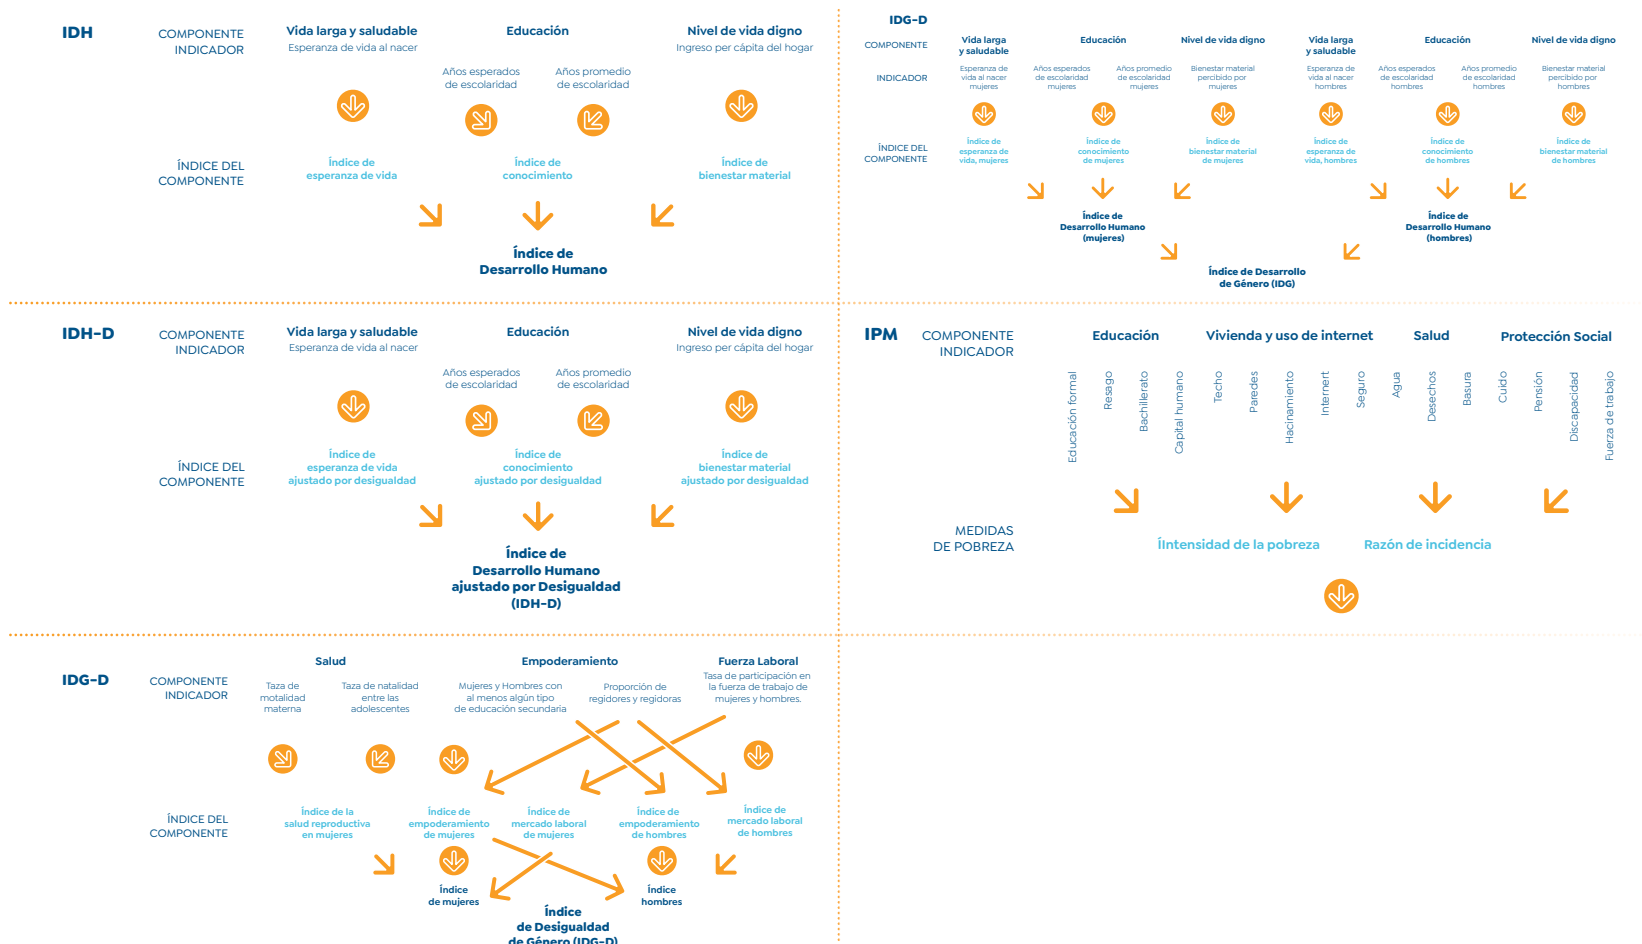 IDH
COMPONENTE
INDICADOR
Vida larga y saludable
Esperanza de vida al nacer
Educación
Nivel de vida digno
Ingreso per cápita del hogar
Años esperados
de escolaridad
Años promedio
de escolaridad
ÍNDICE DEL
COMPONENTE
Índice de
esperanza de vida
Índice de
conocimiento
Índice de
bienestar material
Índice de
Desarrollo Humano
IDG-D
COMPONENTE
Vida larga
y saludable
Educación
Nivel de vida digno
Vida larga
y saludable
Educación
Nivel de vida digno
INDICADOR
Esperanza de
vida al nacer
mujeres
Años esperados
de escolaridad
mujeres
Años promedio
de escolaridad
mujeres
Bienestar material
percibido por
mujeres
Esperanza de
vida al nacer
hombres
Años esperados
de escolaridad
hombres
Años promedio
de escolaridad
hombres
Bienestar material
percibido por
hombres
ÍNDICE DEL
COMPONENTE
Índice de
esperanza de
vida, mujeres
Índice de
conocimiento
de mujeres
Índice de
bienestar material
de mujeres
Índice de
esperanza de
vida, hombres
Índice de
conocimiento
de hombres
Índice de
bienestar material
de hombres
Índice de
Desarrollo Humano
(mujeres)
Índice de
Desarrollo Humano
(hombres)
Índice de Desarrollo
de Género (IDG)
IDH-D
COMPONENTE
INDICADOR
Vida larga y saludable
Esperanza de vida al nacer
Educación
Nivel de vida digno
Ingreso per cápita del hogar
Años esperados
de escolaridad
Años promedio
de escolaridad
ÍNDICE DEL
COMPONENTE
Índice de
esperanza de vida
ajustado por desigualdad
Índice de
conocimiento
ajustado por desigualdad
Índice de
bienestar material
ajustado por desigualdad
Índice de
Desarrollo Humano
ajustado por Desigualdad
(IDH-D)
IPM
COMPONENTE
INDICADOR
Educación
Vivienda y uso de internet
Salud
Protección Social
Educación formal
Resago
Bachillerato
Capital humano
Techo
Paredes
Hacinamiento
Internert
Seguro
Agua
Desechos
Basura
Cuido
Pensión
Discapacidad
Fuerza de trabajo
MEDIDAS
DE POBREZA
ÍIntensidad de la pobreza
Razón de incidencia
IDG-D
COMPONENTE
INDICADOR
Salud
Empoderamiento
Fuerza Laboral
Taza de
motalidad
materna
Taza de natalidad
entre las
adolescentes
Mujeres y Hombres con
al menos algún tipo
de educación secundaria
Proporción de
regidores y regidoras
Tasa de participación en
la fuerza de trabajo de
mujeres y hombres.
ÍNDICE DEL
COMPONENTE
Índice de la
salud reproductiva
en mujeres
Índice de
empoderamiento
de mujeres
Índice de
mercado laboral
de mujeres
Índice de
empoderamiento
de hombres
Índice de
mercado laboral
de hombres
Índice
de mujeres
Índice
hombres
Índice
de Desigualdad
de Género (IDG-D)